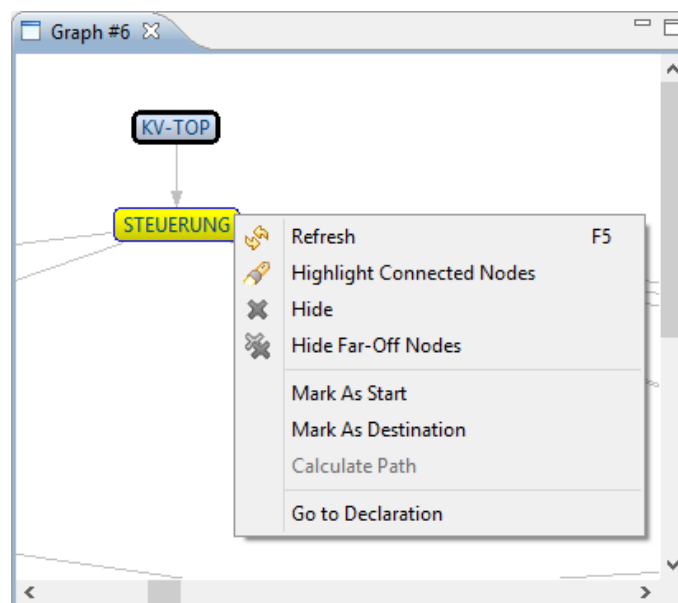 Graph #6
KV-TOP
STEUERUNG
Refresh F5
Highlight Connected Nodes
Hide
Hide Far-Off Nodes
Mark As Start
Mark As Destination
Calculate Path
Go to Declaration